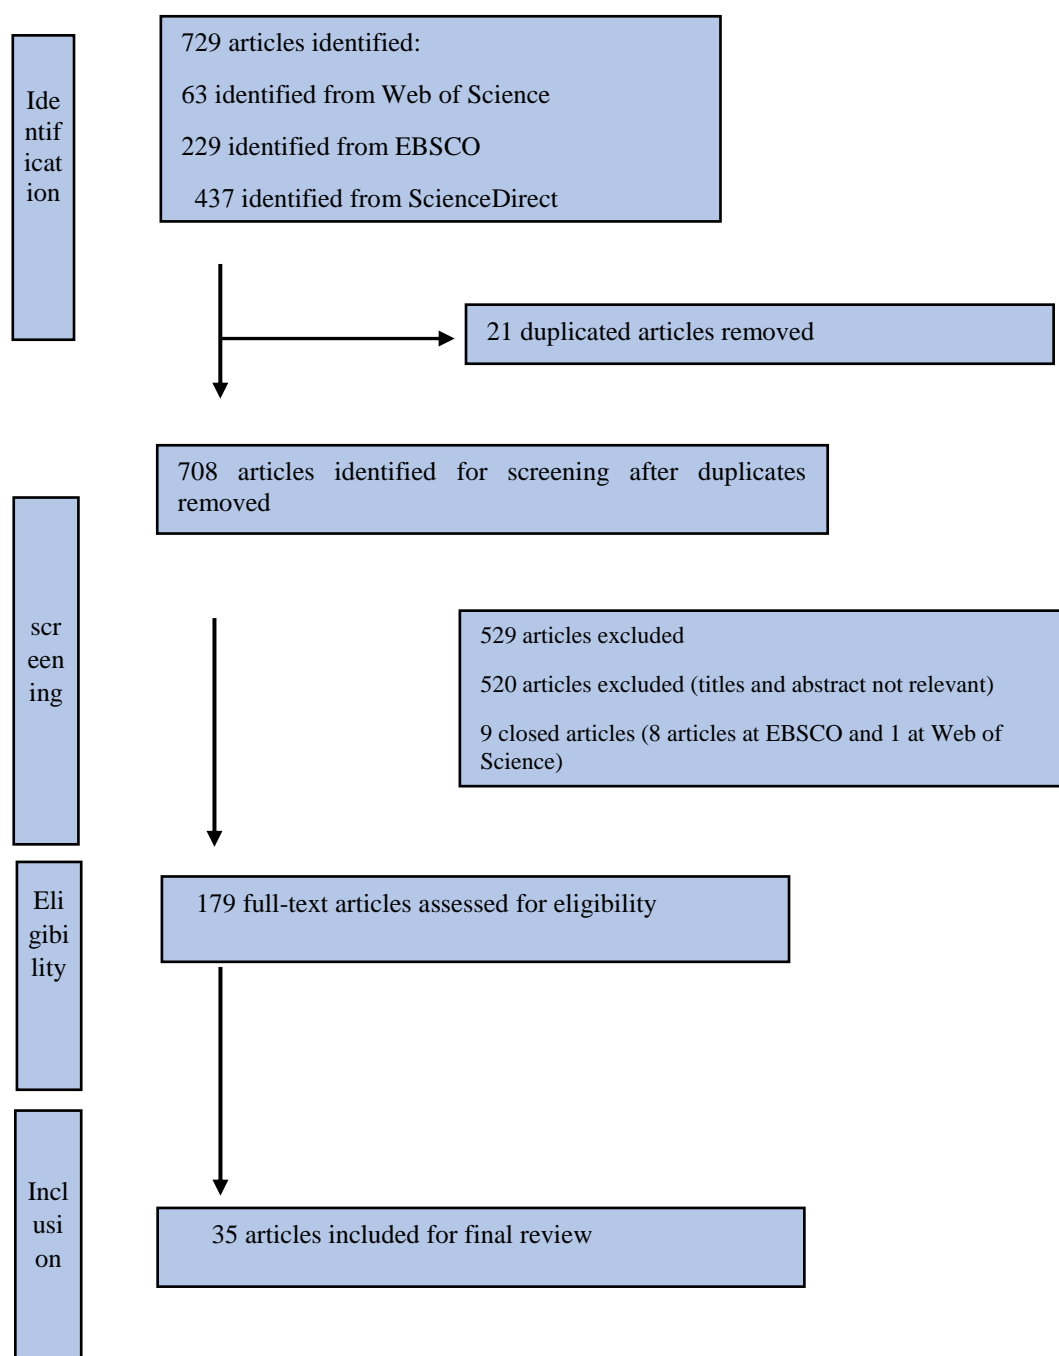 729 articles identified:
63 identified from Web of Science
229 identified from EBSCO
437 identified from ScienceDirect
Ide
ntif
icat
ion
21 duplicated articles removed
708 articles identified for screening after duplicates
removed
scr
een
ing
529 articles excluded
520 articles excluded (titles and abstract not relevant)
9 closed articles (8 articles at EBSCO and 1 at Web of
Science)
Eli
gibi
lity
179 full-text articles assessed for eligibility
Incl
usi
on
35 articles included for final review